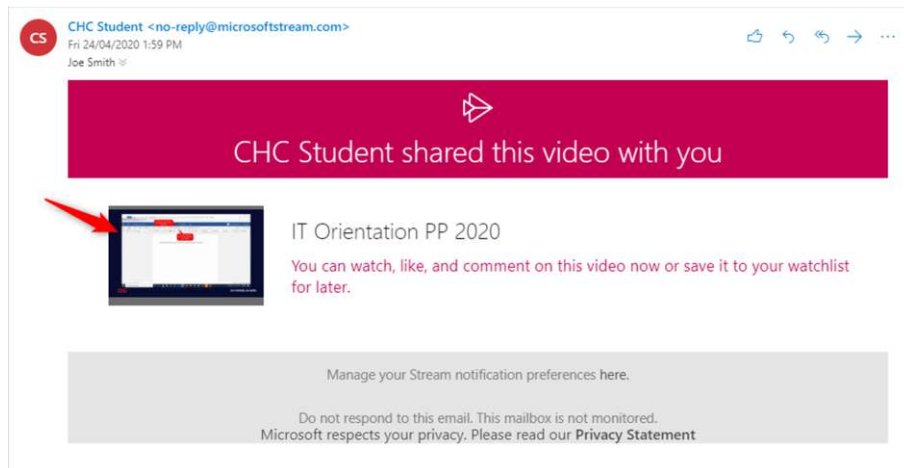 CS
CHC Student <no-reply@microsoftstream.com>
Fri 24/04/2020 1:59 PM
Joe Smith
CHC Student shared this video with you
IT Orientation PP 2020
You can watch, like, and comment on this video now or save it to your watchlist
for later.
Manage your Stream notification preferences here.
Do not respond to this email. This mailbox is not monitored.
Microsoft respects your privacy. Please read our Privacy Statement